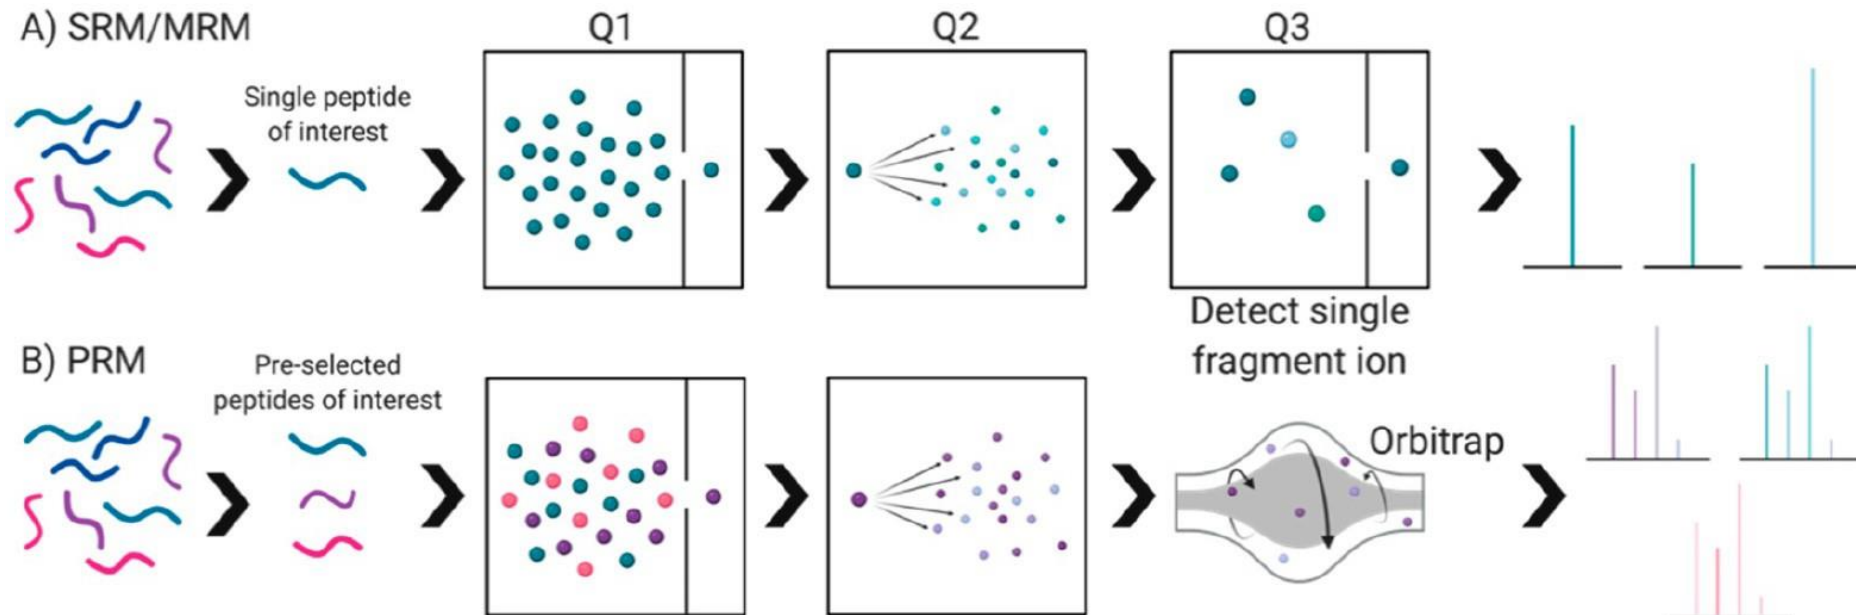 A) SRM/MRM
Q1
Q2
Q3
Single peptide
of interest
Detect single
fragment ion
B) PRM
Pre-selected
peptides of interest
Orbitrap